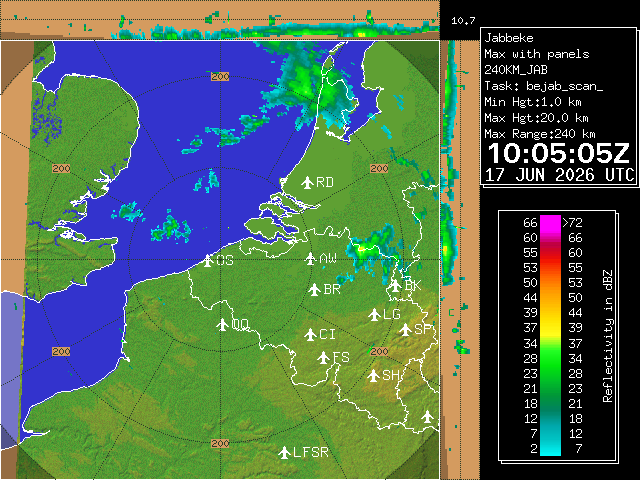 10.7
Jabbeke
Max with panels
240KM_JAB
Task: bejab_scan_
Min Hgt:1.0 km
Max Hgt:20.0 km
Max Range:240 km
10:05:05Z
17 JUN 2026 UTC
200
200
200
RD
OS
AW
BR
BK
QQ
LG
CI
SP
FS
200
200
SH
200
LFSR
C
66 >72
60 66
55 60
53 55
50 53
44 50
39 44
37 39
34 37
28 34
23 28
21 23
18 21
12 18
7 12
2 7
Reflectivity in dBZ